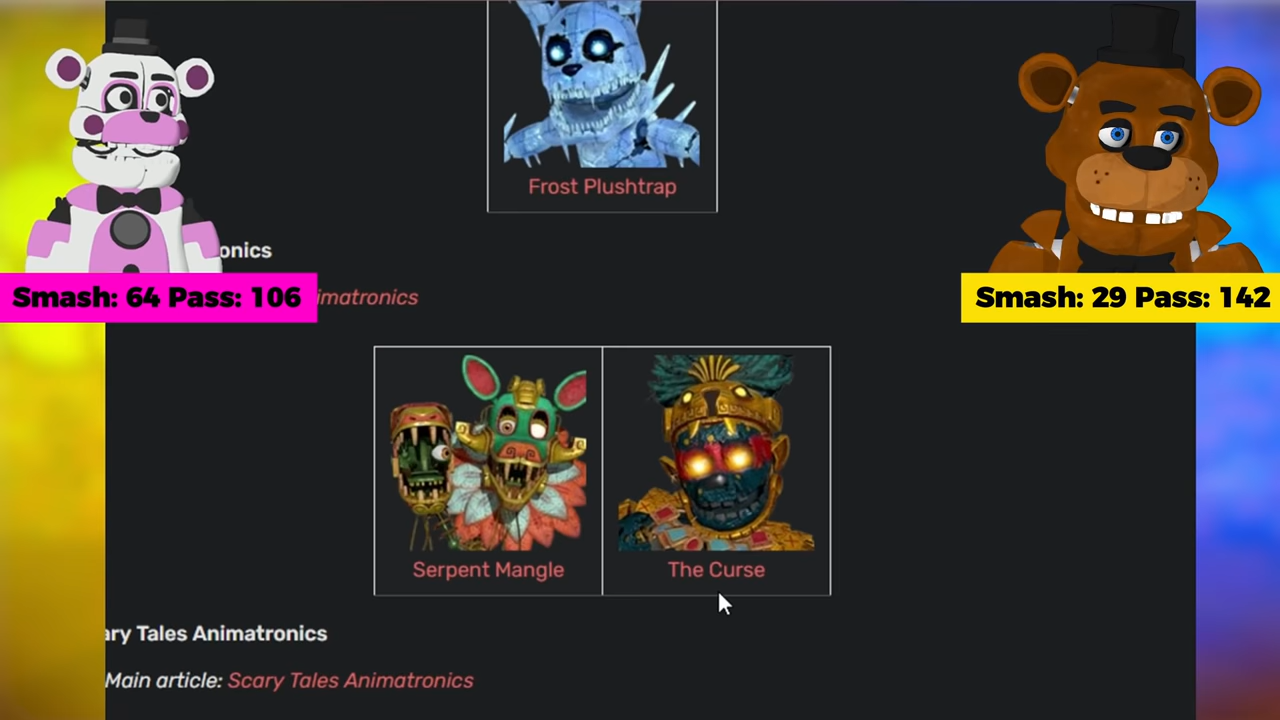 Frost Plushtrap
onics
Smash: 64 Pass: 106
imatronics
Smash: 29 Pass: 142
Serpent Mangle
The Curse
ary Tales Animatronics
Main article: Scary Tales Animatronics